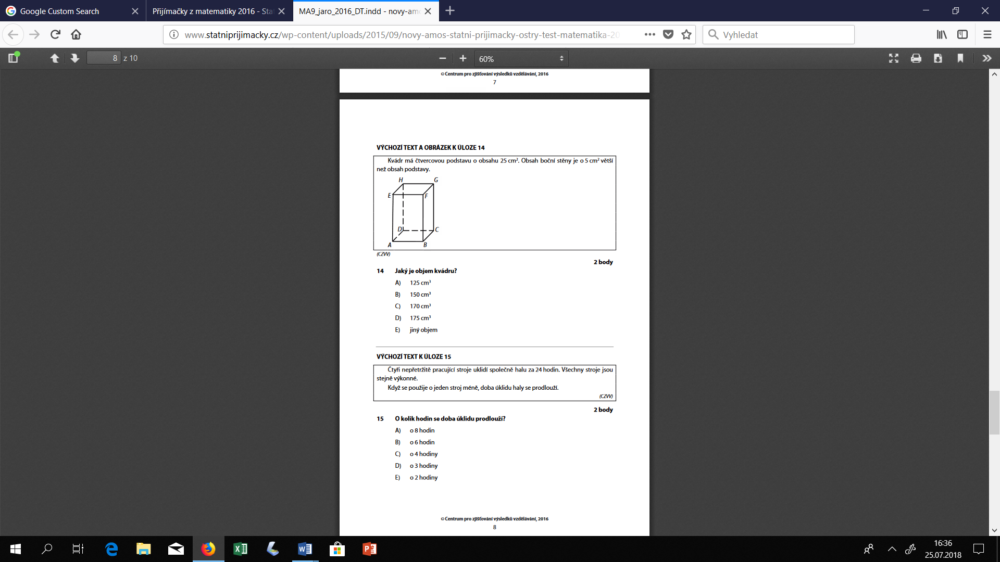 Google Custom Search
Přijímačky z matematiky 2016 - Sta
MA9_jaro_2016_DT.indd - novy-amo
www.statniprijimacky.cz/wp-content/uploads/2015/09/novy-amos-statni-prijimacky-ostry-test-matematika-20
Vyhledat
8 z 10
60%
© Centrum pro zjišťování výsledků vzdělávání, 2016
7
VÝCHOZÍ TEXT A OBRÁZEK K ÚLOZE 14
Kvádr má čtvercovou podstavu o obsahu 25 cm². Obsah boční stěny je o 5 cm² větší
než obsah podstavy.
H G
E F
D C
A B
(CZVV)
2 body
14 Jaký je objem kvádru?
A) 125 cm³
B) 150 cm³
C) 170 cm³
D) 175 cm³
E) jiný objem
VÝCHOZÍ TEXT K ÚLOZE 15
Čtyři nepřetržitě pracující stroje uklidí společně halu za 24 hodin. Všechny stroje jsou
stejně výkonné.
Když se použije o jeden stroj méně, doba úklidu haly se prodlouží.
(CZVV)
2 body
15 O kolik hodin se doba úklidu prodlouží?
A) o 8 hodin
B) o 6 hodin
C) o 4 hodiny
D) o 3 hodiny
E) o 2 hodiny
© Centrum pro zjišťování výsledků vzdělávání, 2016
8
16:36
25.07.2018